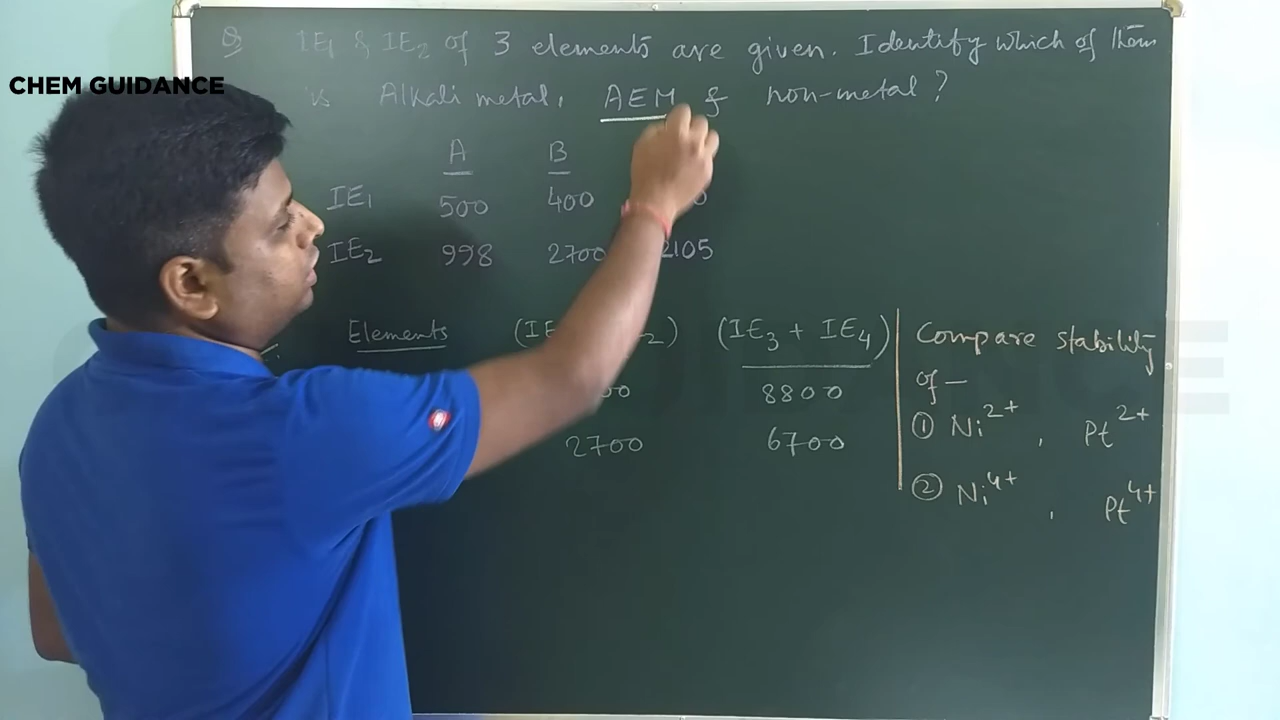 Q IE1 & IE2 of 3 elements are given. Identify which of them
CHEM GUIDANCE
is Alkali metal, AEM & non-metal?
A B
IE1 500 400
IE2 998 2700 2105
Elements (IE 2) (IE3 + IE4)
8800
2700 6700
Compare stability
of —
① Ni2+ , Pt2+
② Ni4+ , Pt4+